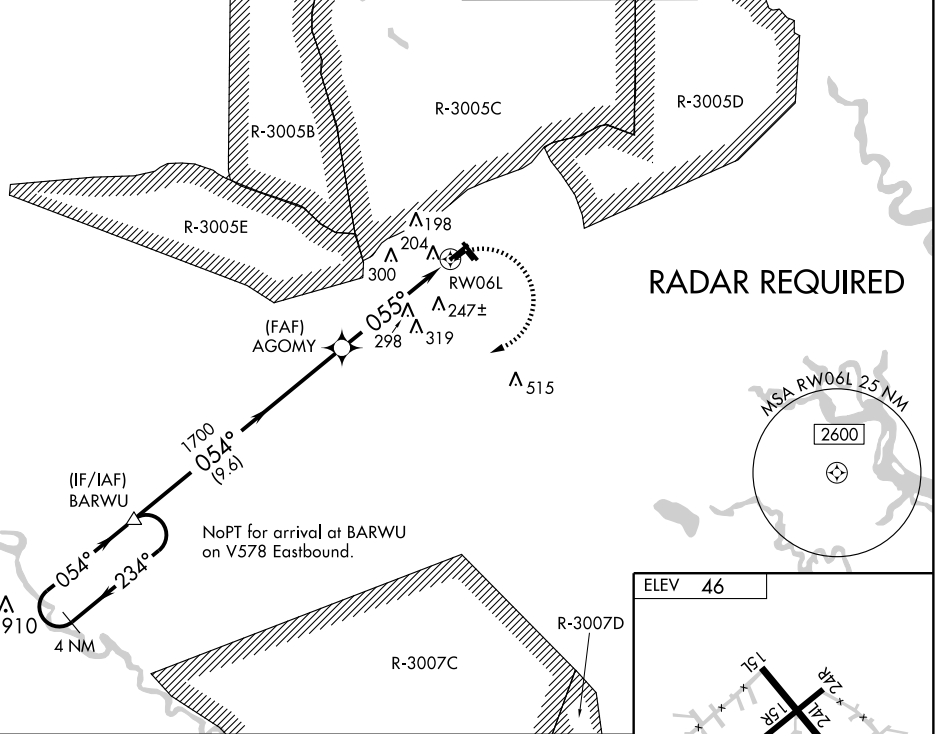 R-3005B
R-3005C
R-3005D
R-3005E
198
204
300
RW06L
RADAR REQUIRED
055°
247±
(FAF)
AGOMY
298
319
515
MSA RW06L 25 NM
2600
1700
054°
(9.6)
(IF/IAF)
BARWU
NoPT for arrival at BARWU
on V578 Eastbound.
054°
234°
910
4 NM
ELEV 46
R-3007D
R-3007C
15L
24R
15R
24L